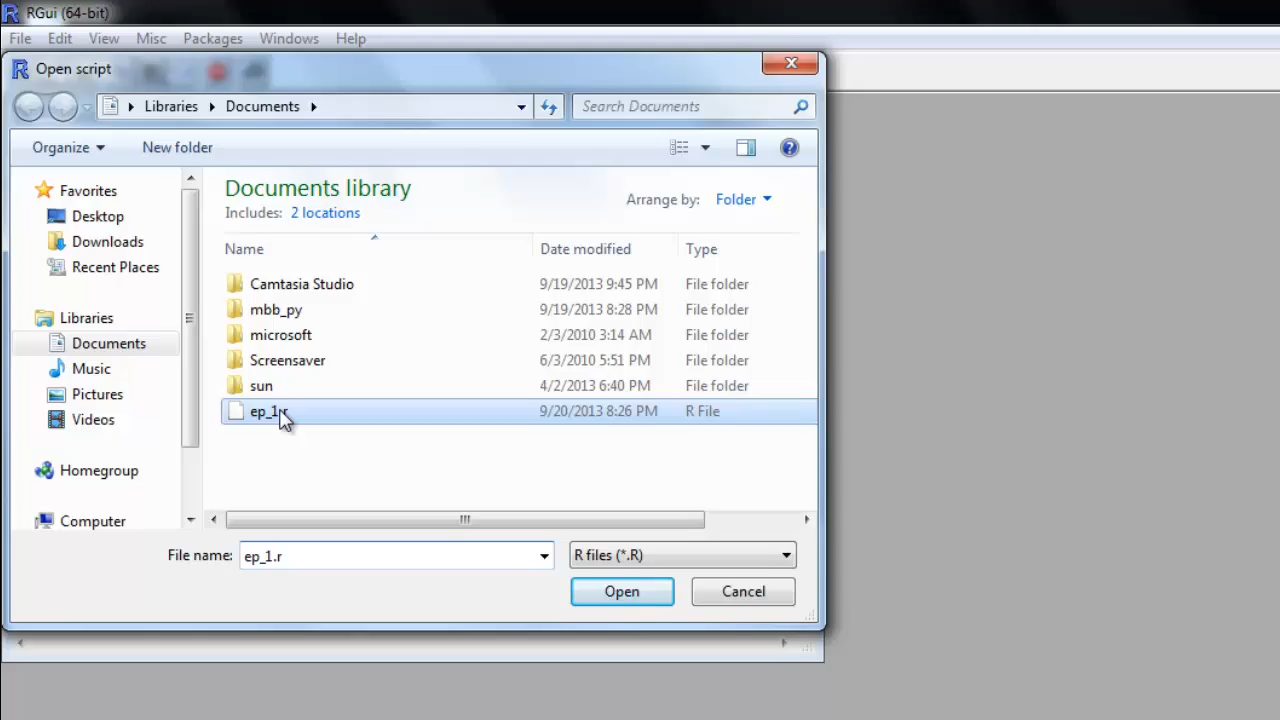 RGui (64-bit)
File Edit View Misc Packages Windows Help
Open script
Libraries Documents Search Documents
Organize New folder
Favorites
Desktop
Downloads
Recent Places
Libraries
Documents
Music
Pictures
Videos
Homegroup
Computer
Documents library
Includes: 2 locations
Arrange by: Folder
Name Date modified Type
Camtasia Studio 9/19/2013 9:45 PM File folder
mbb_py 9/19/2013 8:28 PM File folder
microsoft 2/3/2010 3:14 AM File folder
Screensaver 6/3/2010 5:51 PM File folder
sun 4/2/2013 6:40 PM File folder
ep_1.r 9/20/2013 8:26 PM R File
File name: ep_1.r R files (*.R)
Open Cancel